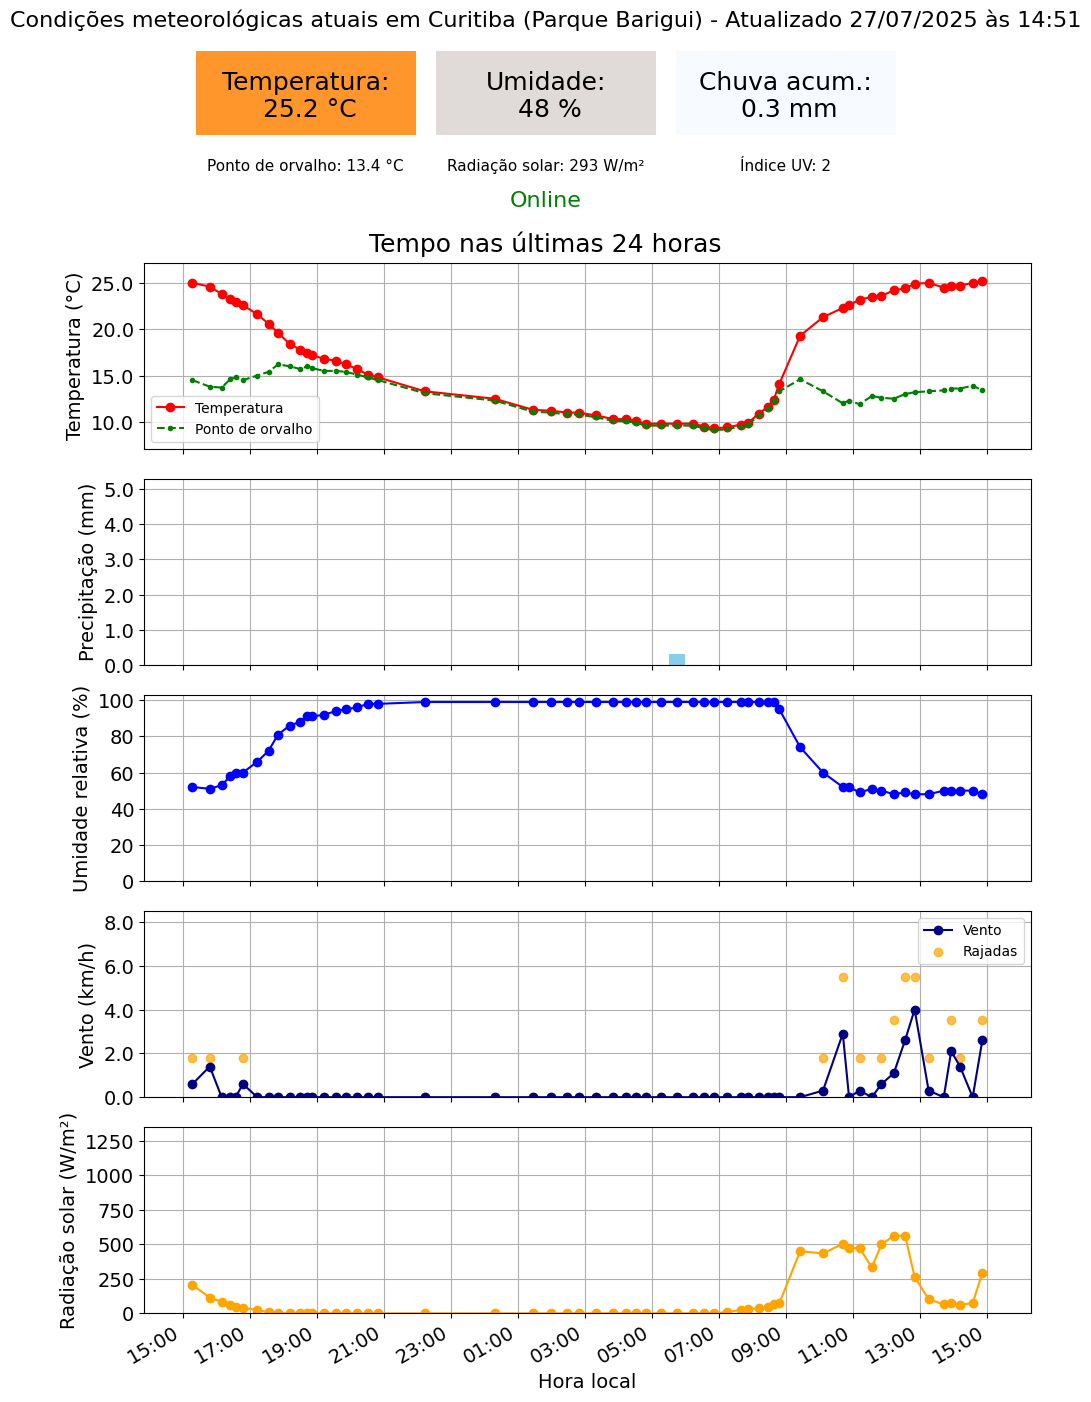 Condições meteorológicas atuais em Curitiba (Parque Barigui) - Atualizado 27/07/2025 às 14:51
Temperatura:
25.2 °C
Umidade:
48 %
Chuva acum.:
0.3 mm
Ponto de orvalho: 13.4 °C
Radiação solar: 293 W/m²
Índice UV: 2
Online
Tempo nas últimas 24 horas
Temperatura (°C)
25.0
20.0
15.0
10.0
Temperatura
Ponto de orvalho
Precipitação (mm)
5.0
4.0
3.0
2.0
1.0
0.0
Umidade relativa (%)
100
80
60
40
20
0
Vento (km/h)
8.0
6.0
4.0
2.0
0.0
Vento
Rajadas
Radiação solar (W/m²)
1250
1000
750
500
250
0
15:00
17:00
19:00
21:00
23:00
01:00
03:00
05:00
07:00
09:00
11:00
13:00
15:00
Hora local